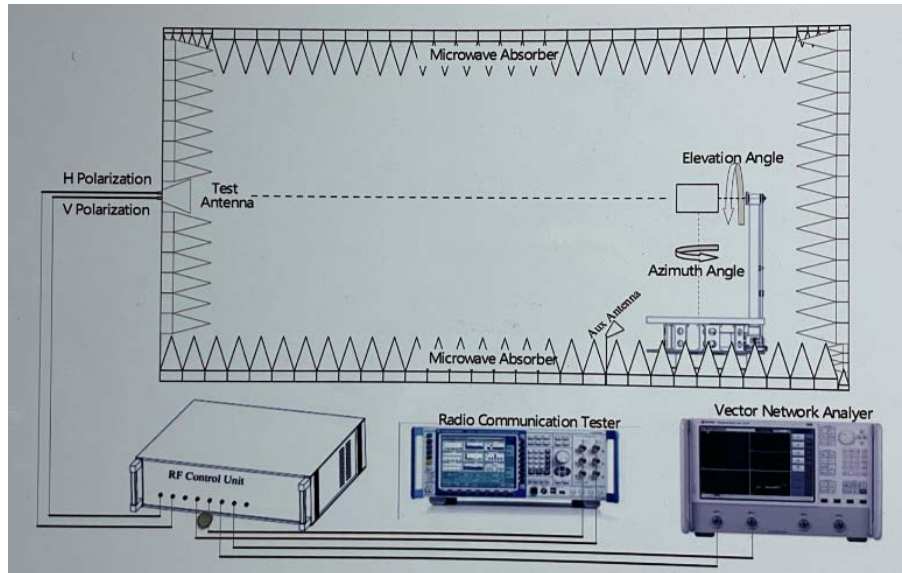 Microwave Absorber
Elevation Angle
H Polarization
Test
Antenna
V Polarization
Azimuth Angle
Aux Antenna
Microwave Absorber
Radio Communication Tester
Vector Network Analyer
RF Control Unit